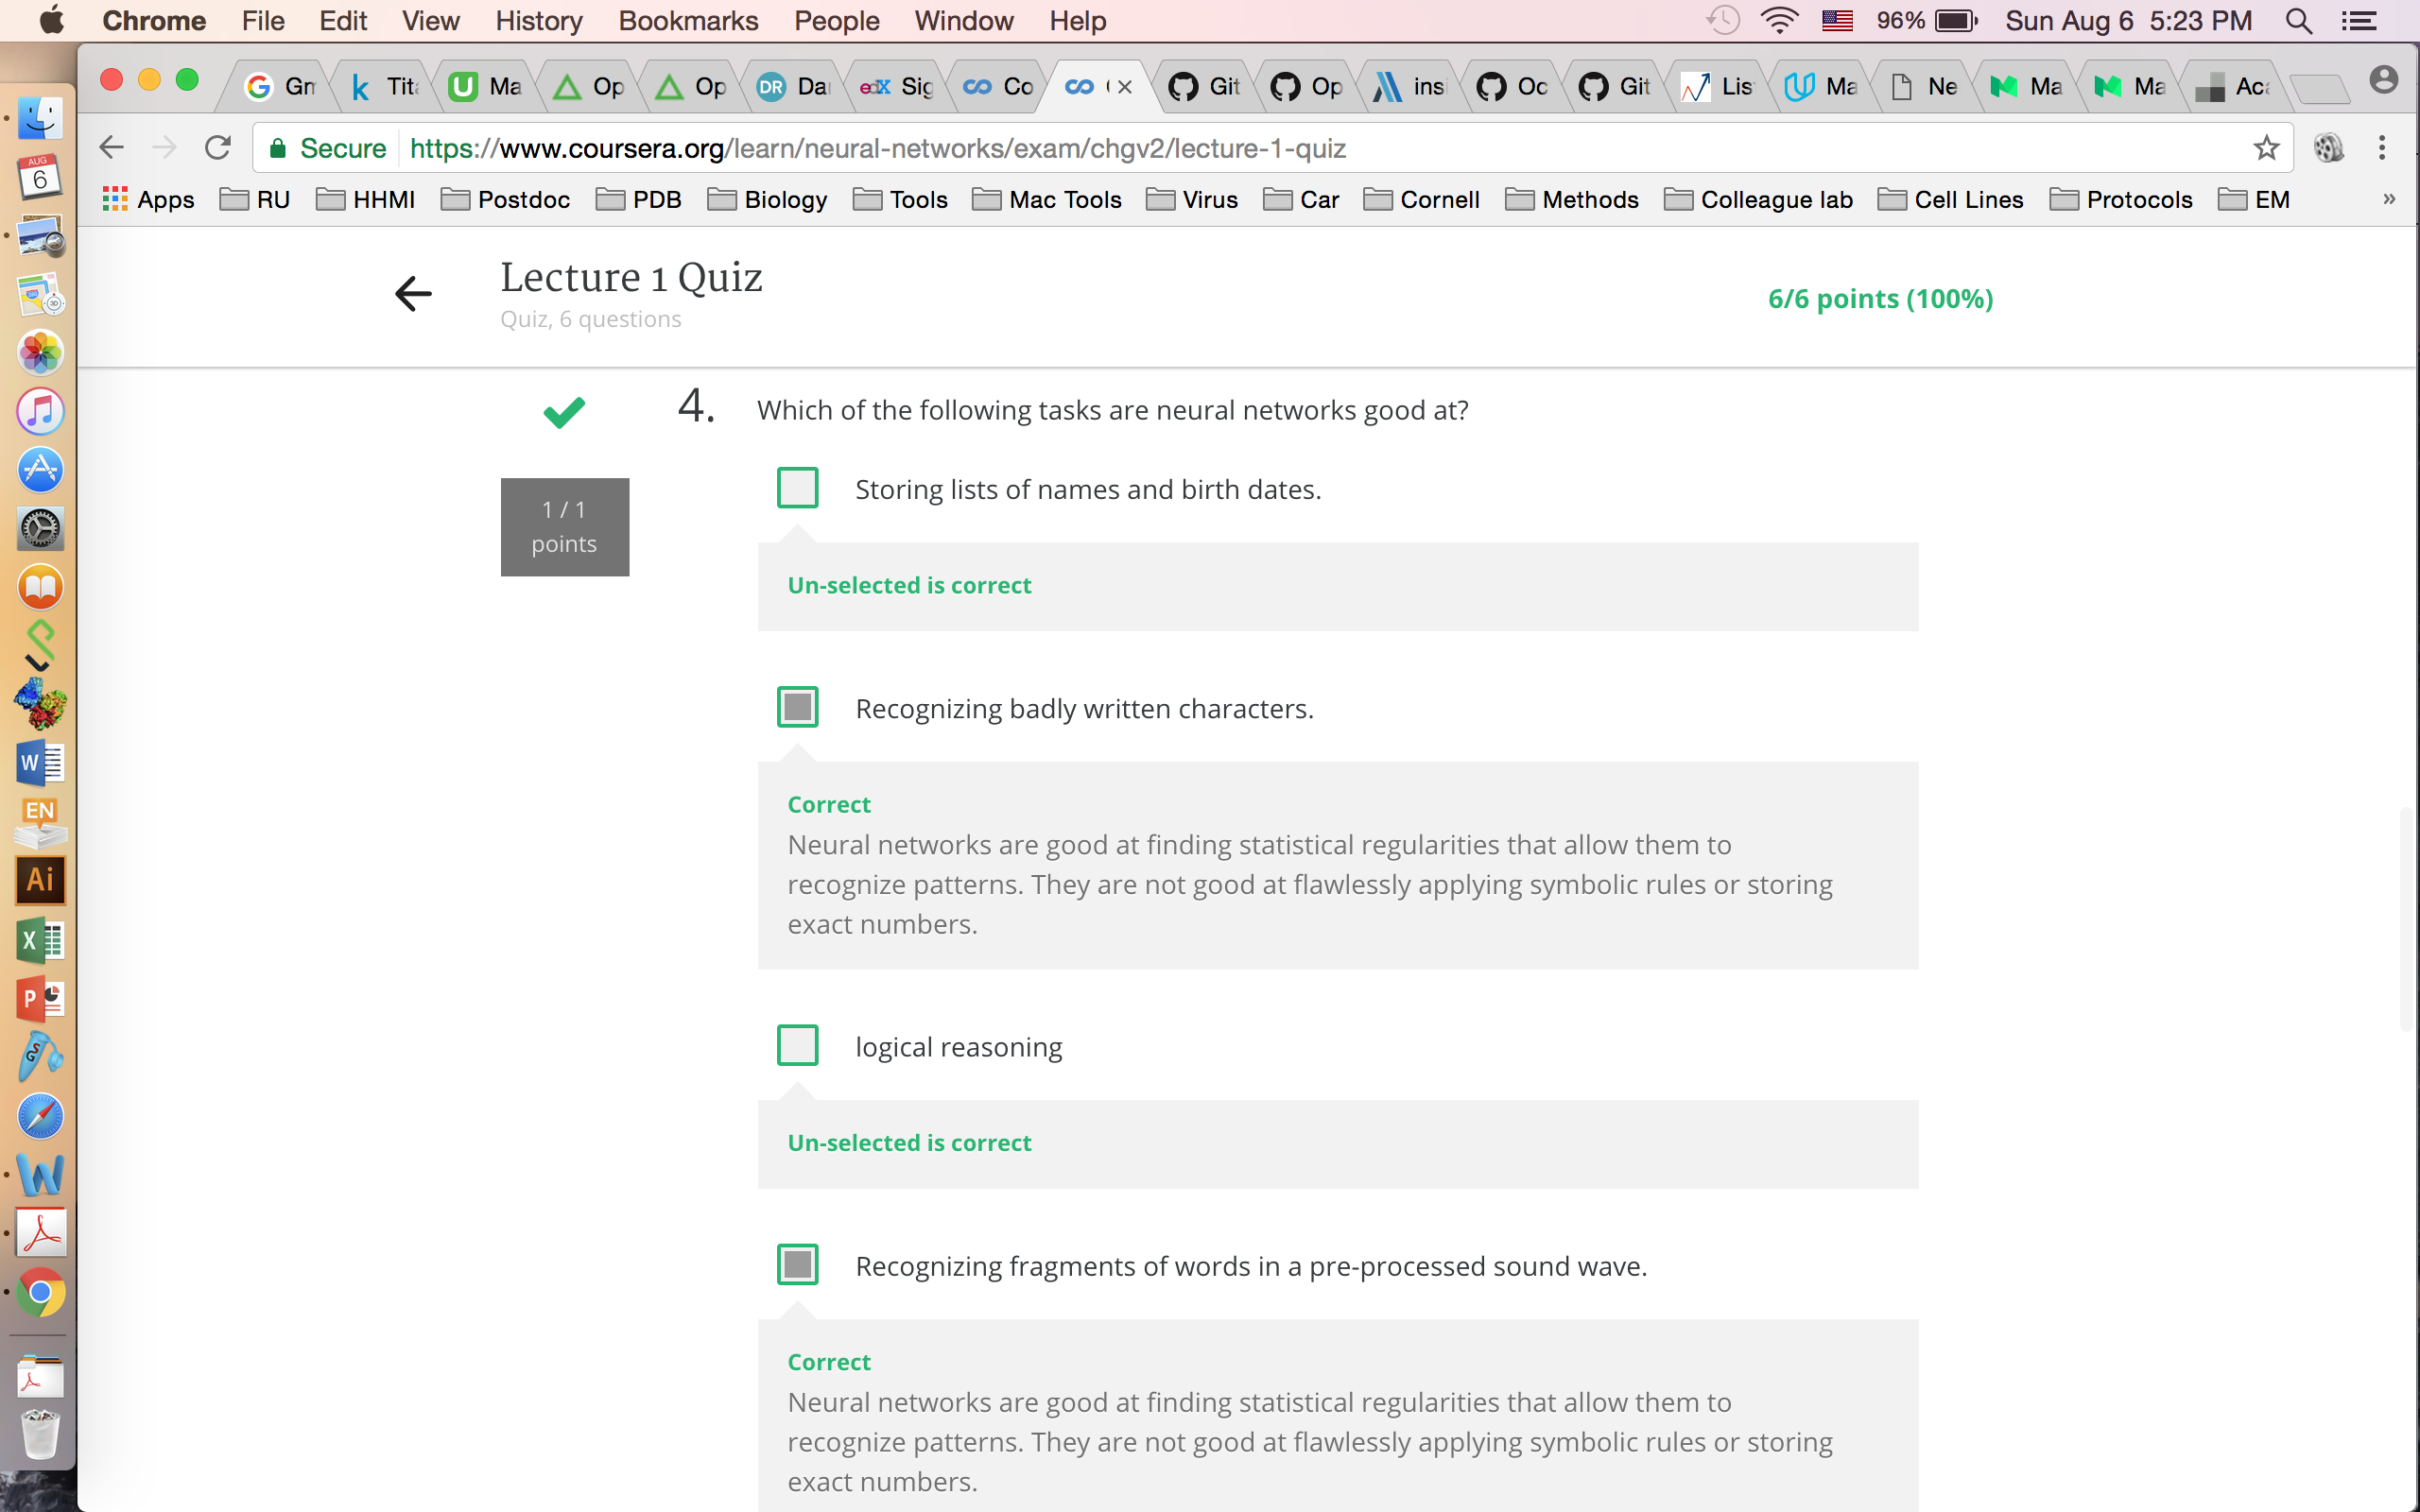 Chrome File Edit View History Bookmarks People Window Help 96% Sun Aug 6 5:23 PM
Gm k Tit U Ma Op Op DR Da edX Sig Co Git Op ins Oc Git Lis Ma Ne Ma Ma Aca
Secure https://www.coursera.org/learn/neural-networks/exam/chgv2/lecture-1-quiz
Apps RU HHMI Postdoc PDB Biology Tools Mac Tools Virus Car Cornell Methods Colleague lab Cell Lines Protocols EM »
Lecture 1 Quiz
Quiz, 6 questions
6/6 points (100%)
4. Which of the following tasks are neural networks good at?
1 / 1
points
Storing lists of names and birth dates.
Un-selected is correct
Recognizing badly written characters.
Correct
Neural networks are good at finding statistical regularities that allow them to
recognize patterns. They are not good at flawlessly applying symbolic rules or storing
exact numbers.
logical reasoning
Un-selected is correct
Recognizing fragments of words in a pre-processed sound wave.
Correct
Neural networks are good at finding statistical regularities that allow them to
recognize patterns. They are not good at flawlessly applying symbolic rules or storing
exact numbers.
AUG
6
W
EN
Ai
X
P
GS